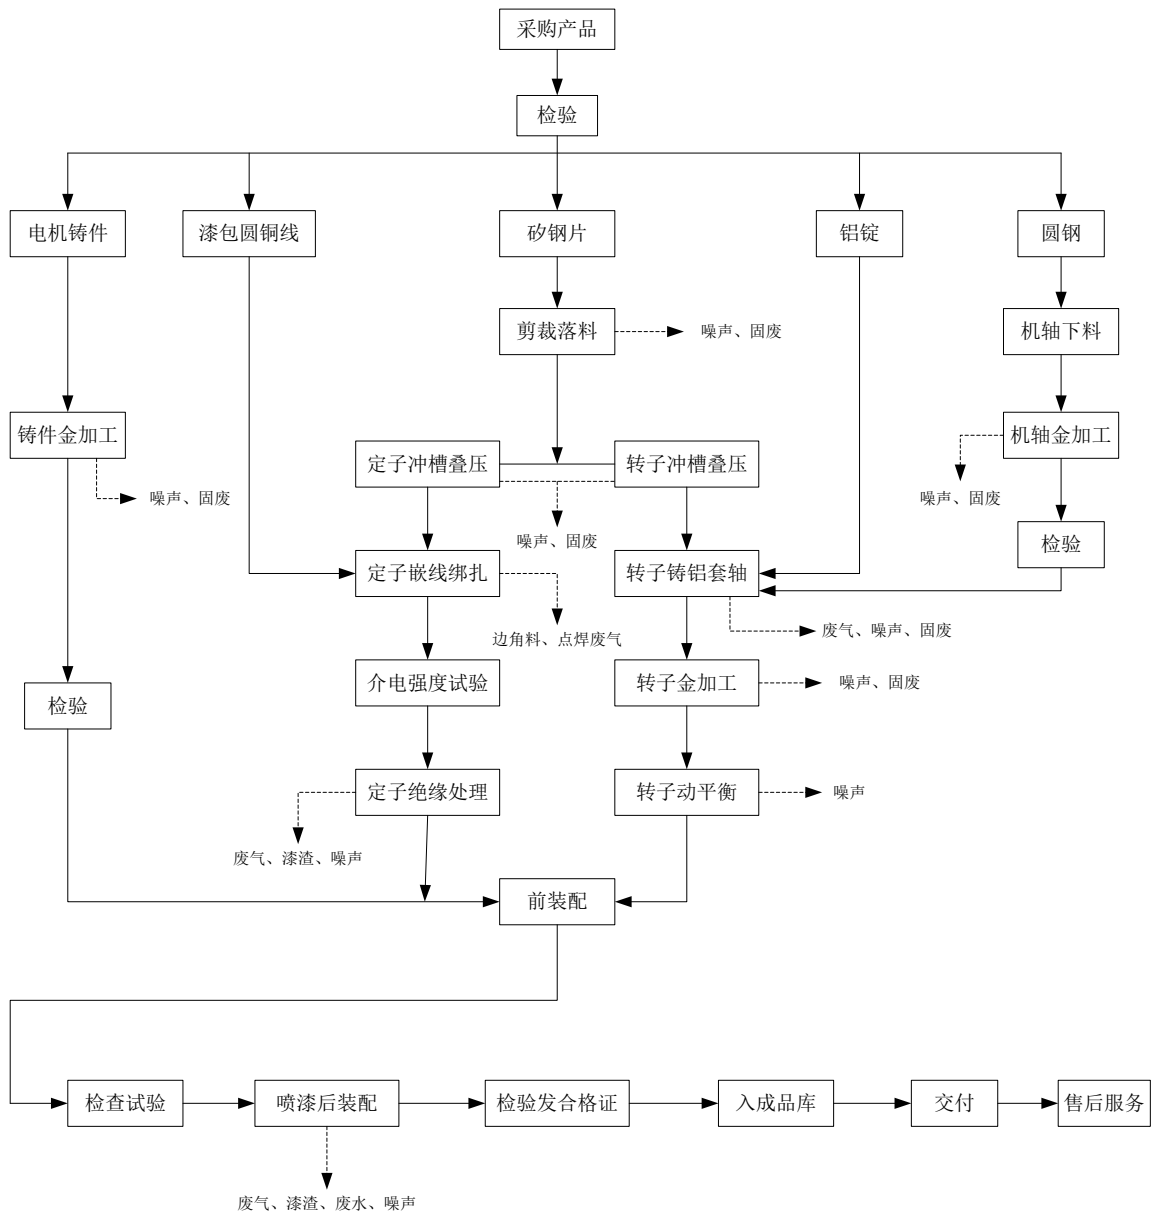 采购产品
检验
电机铸件
漆包圆铜线
矽钢片
铝锭
圆钢
剪裁落料
噪声、固废
机轴下料
铸件金加工
机轴金加工
定子冲槽叠压
转子冲槽叠压
噪声、固废
噪声、固废
噪声、固废
检验
定子嵌线绑扎
转子铸铝套轴
边角料、点焊废气
废气、噪声、固废
介电强度试验
转子金加工
噪声、固废
检验
定子绝缘处理
转子动平衡
噪声
废气、漆渣、噪声
前装配
检查试验
喷漆后装配
检验发合格证
入成品库
交付
售后服务
废气、漆渣、废水、噪声